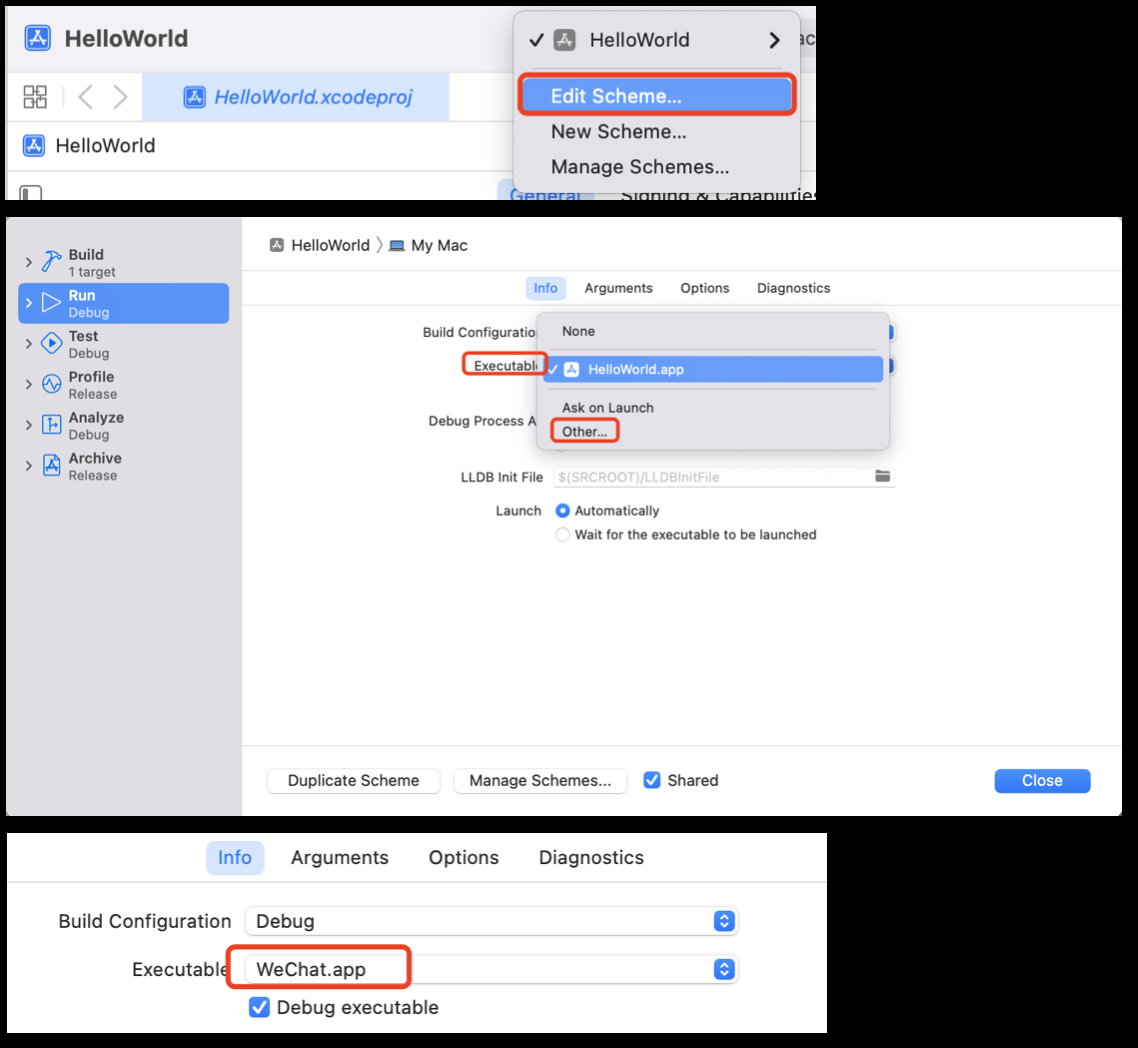 HelloWorld
HelloWorld
HelloWorld.xcodeproj
Edit Scheme...
New Scheme...
HelloWorld
Manage Schemes...
General
Signing & Capabilities
HelloWorld
My Mac
Build
1 target
Info
Arguments
Options
Diagnostics
Run
Debug
Build Configuratio
None
Test
Debug
Executabl
HelloWorld.app
Profile
Release
Ask on Launch
Analyze
Debug
Debug Process A
Other...
Archive
Release
LLDB Init File
$(SRCROOT)/LLDBInitFile
Launch
Automatically
Wait for the executable to be launched
Duplicate Scheme
Manage Schemes...
Shared
Close
Info
Arguments
Options
Diagnostics
Build Configuration
Debug
Executable
WeChat.app
Debug executable